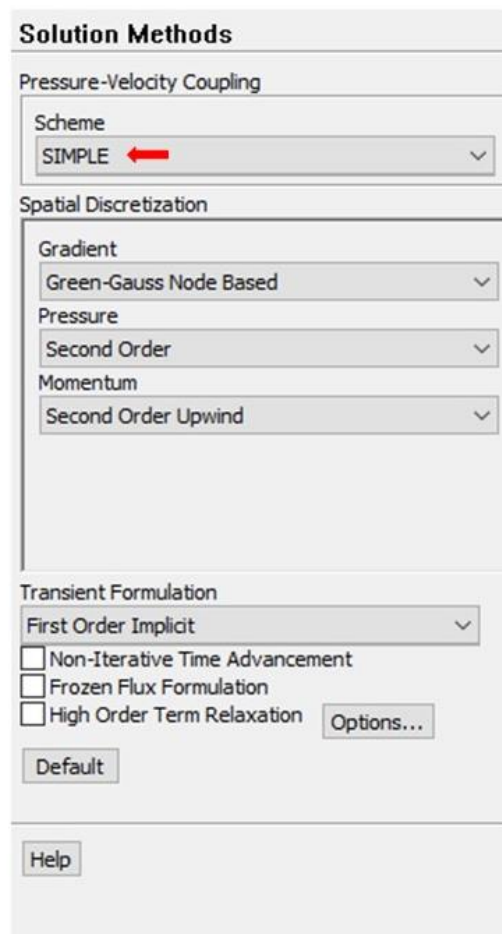 Solution Methods
Pressure-Velocity Coupling
Scheme
SIMPLE
Spatial Discretization
Gradient
Green-Gauss Node Based
Pressure
Second Order
Momentum
Second Order Upwind
Transient Formulation
First Order Implicit
Non-Iterative Time Advancement
Frozen Flux Formulation
High Order Term Relaxation Options...
Default
Help